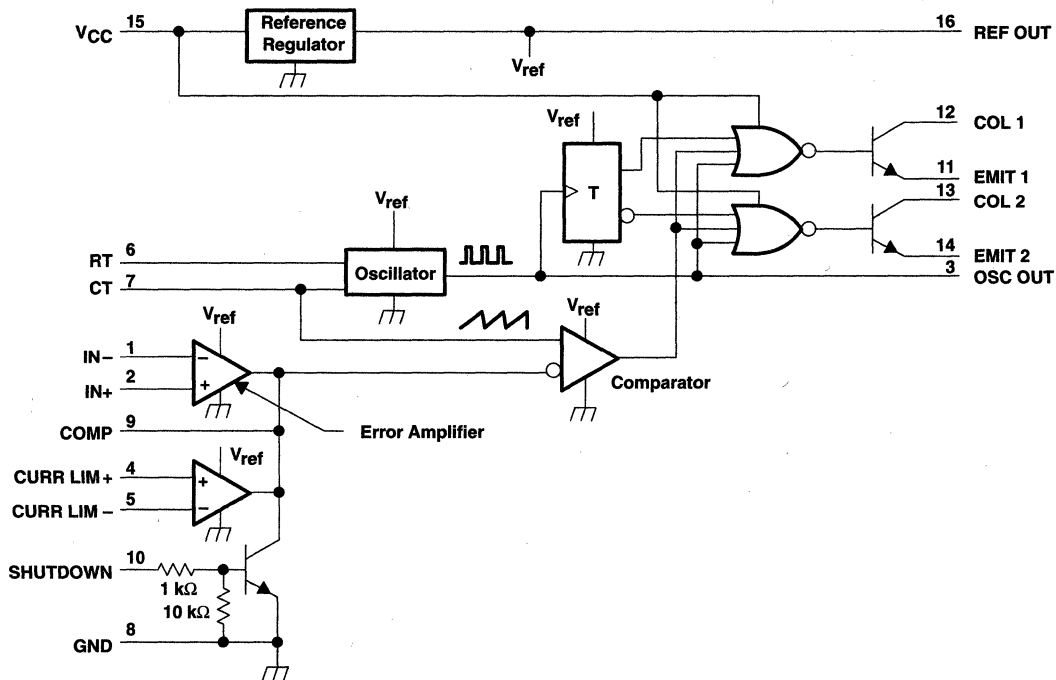 VCC 15
Reference
Regulator
16 REF OUT
Vref
Vref
T
12 COL 1
11 EMIT 1
13 COL 2
14 EMIT 2
3 OSC OUT
Vref
RT 6
CT 7
Oscillator
Vref
IN− 1
IN+ 2
−
+
Vref
Comparator
COMP 9
Error Amplifier
Vref
CURR LIM+ 4
CURR LIM − 5
+
−
SHUTDOWN 10
1 kΩ
10 kΩ
GND 8